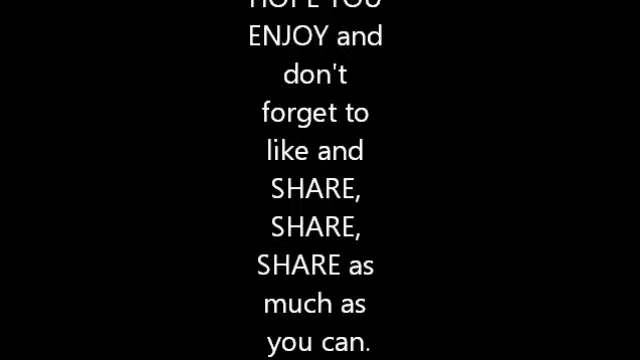 HOPE YOU
ENJOY and
don't
forget to
like and
SHARE,
SHARE,
SHARE as
much as
you can.